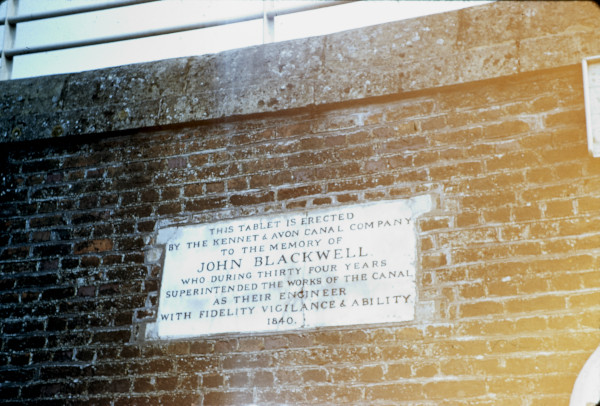 THIS TABLET IS ERECTED
BY THE KENNET & AVON CANAL COMPANY
TO THE MEMORY OF
JOHN BLACKWELL.
WHO DURING THIRTY FOUR YEARS
SUPERINTENDED THE WORKS OF THE CANAL,
AS THEIR ENGINEER
WITH FIDELITY VIGILANCE & ABILITY.
1840.